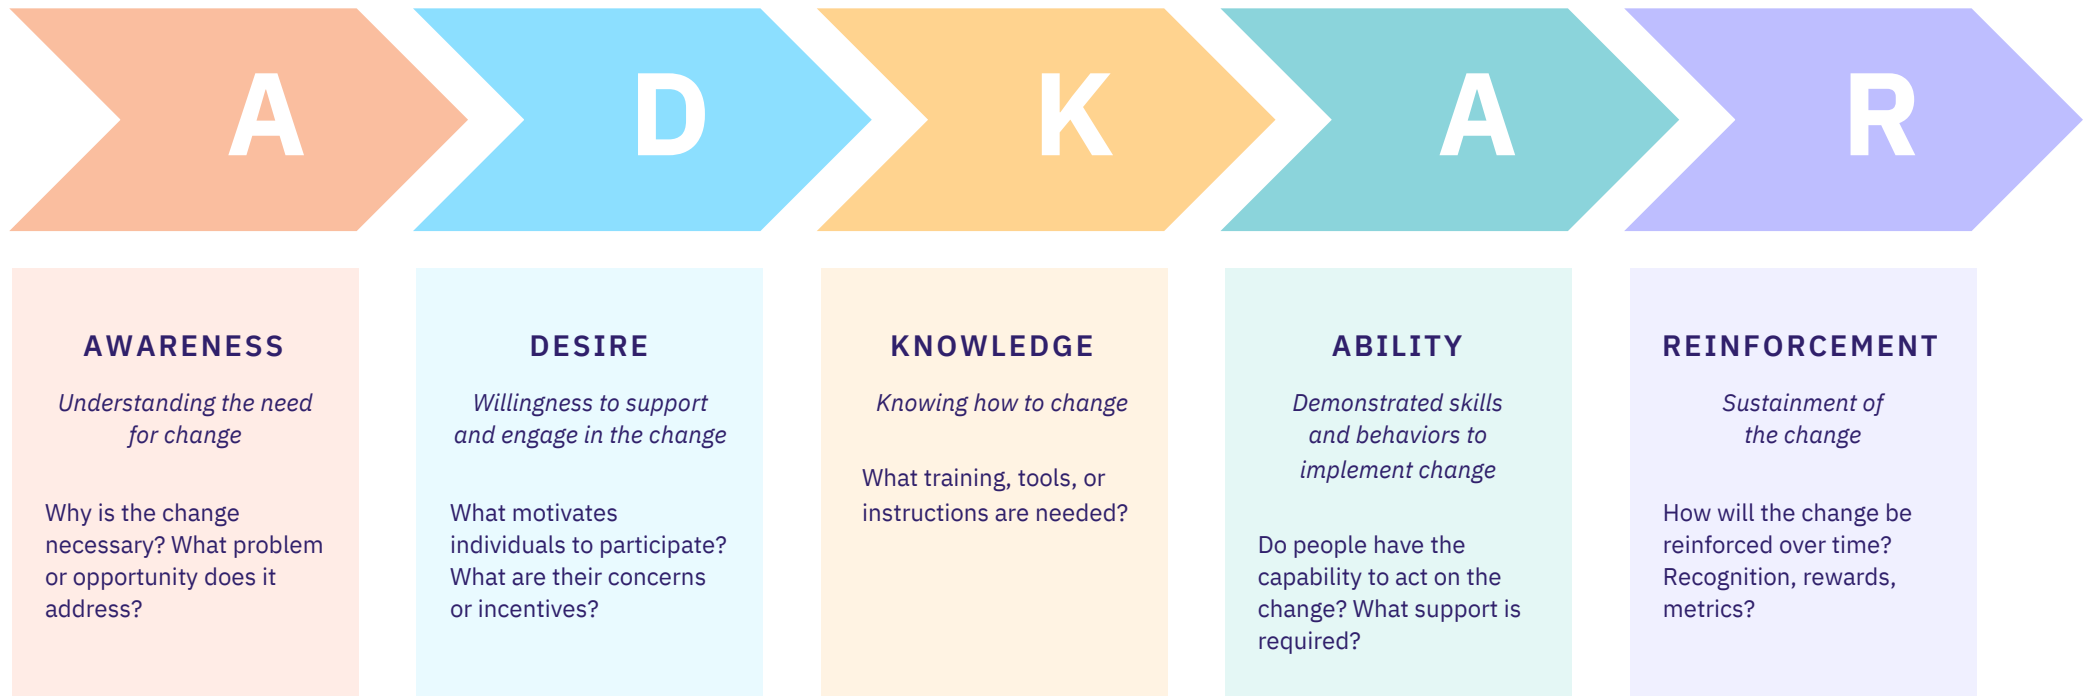 A
D
K
A
R
AWARENESS
Understanding the need
for change
Why is the change
necessary? What problem
or opportunity does it
address?
DESIRE
Willingness to support
and engage in the change
What motivates
individuals to participate?
What are their concerns
or incentives?
KNOWLEDGE
Knowing how to change
What training, tools, or
instructions are needed?
ABILITY
Demonstrated skills
and behaviors to
implement change
Do people have the
capability to act on the
change? What support is
required?
REINFORCEMENT
Sustainment of
the change
How will the change be
reinforced over time?
Recognition, rewards,
metrics?